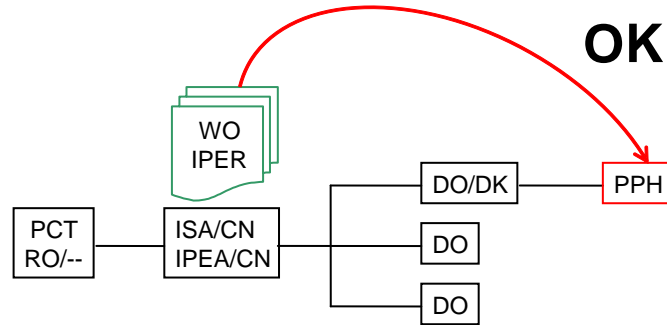 OK
WO
IPER
DO/DK
PPH
PCT
RO/--
ISA/CN
IPEA/CN
DO
DO